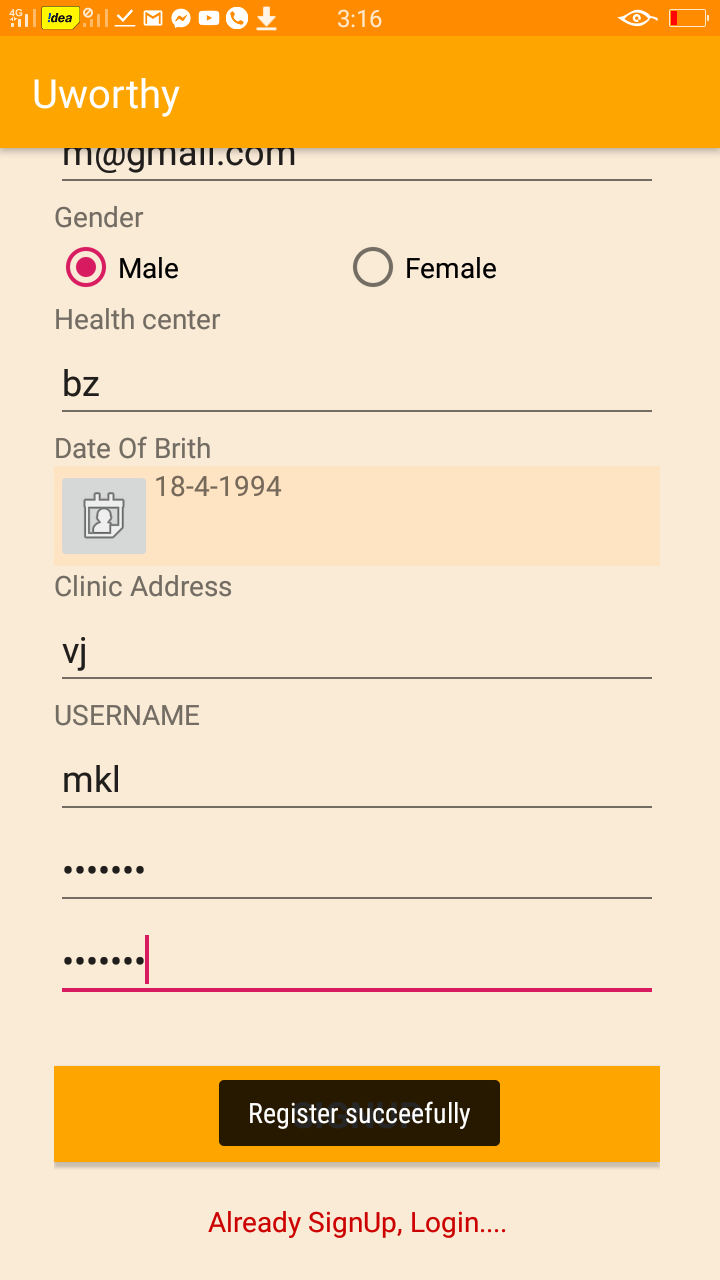 4G
!dea
3:16
Uworthy
m@gmail.com
Gender
Male Female
Health center
bz
Date Of Brith
18-4-1994
Clinic Address
vj
USERNAME
mkl
•••••••
•••••••
SIGNUP
Register succeefully
Already SignUp, Login....